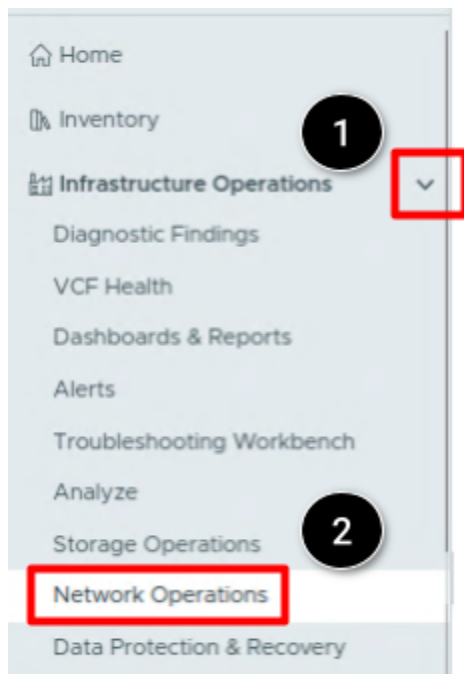 Home
Inventory
1
Infrastructure Operations
Diagnostic Findings
VCF Health
Dashboards & Reports
Alerts
Troubleshooting Workbench
Analyze
Storage Operations
2
Network Operations
Data Protection & Recovery